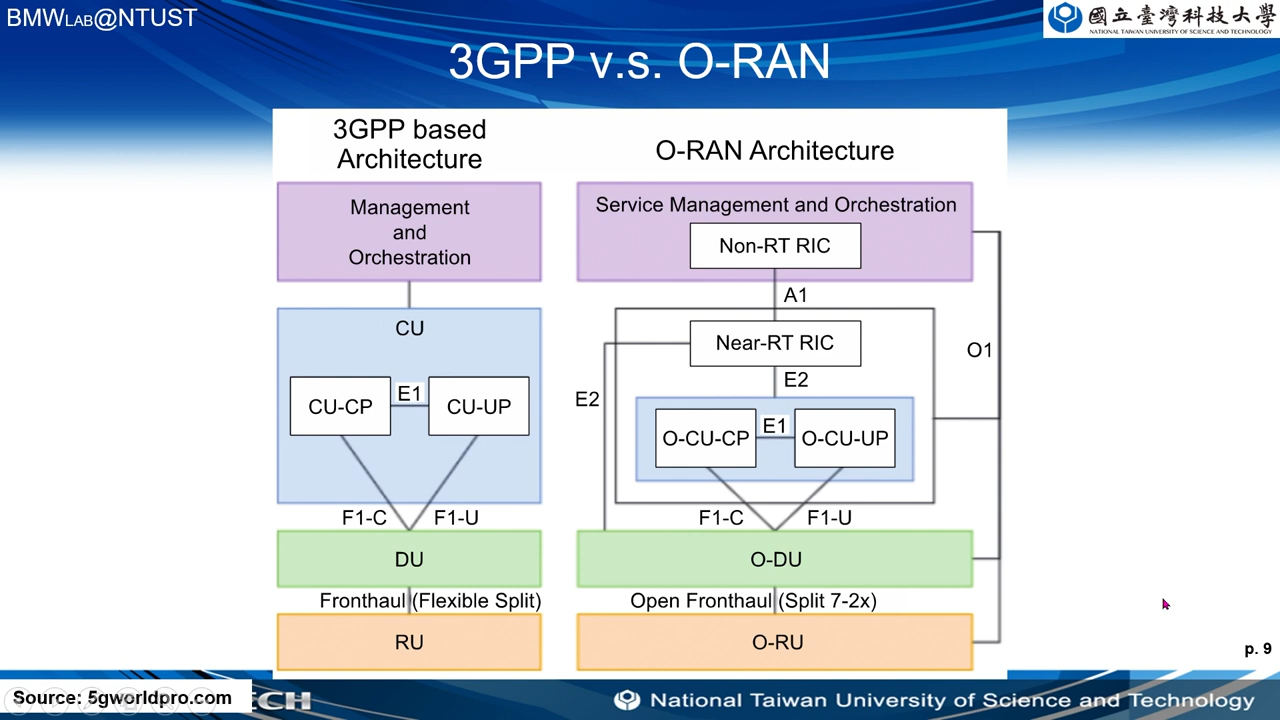 BMWLAB@NTUST
國立臺灣科技大學
NATIONAL TAIWAN UNIVERSITY OF SCIENCE AND TECHNOLOGY
3GPP v.s. O-RAN
3GPP based
Architecture
Management
and
Orchestration
CU
CU-CP
E1
CU-UP
F1-C
F1-U
DU
Fronthaul (Flexible Split)
RU
O-RAN Architecture
Service Management and Orchestration
Non-RT RIC
A1
Near-RT RIC
E2
E2
O1
O-CU-CP
E1
O-CU-UP
F1-C
F1-U
O-DU
Open Fronthaul (Split 7-2x)
O-RU
p. 9
Source: 5gworldpro.com
National Taiwan University of Science and Technology